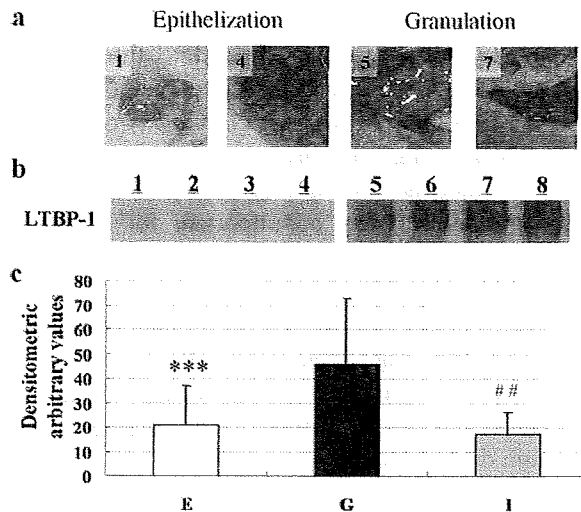 a Epithelization Granulation
1 4 5 7
b 1 2 3 4 5 6 7 8
LTBP-1
c
Densitometric
arbitrary values
80
70
60
50
40
30
20
10
0
***
##
E G I